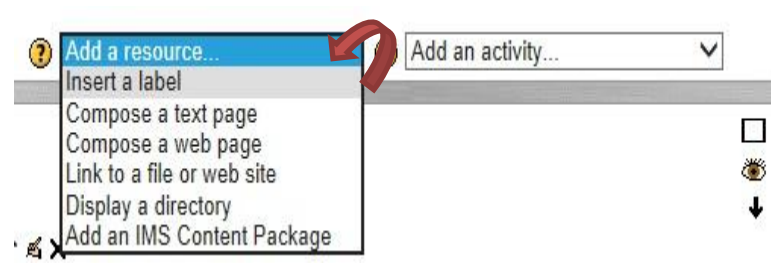 Add a resource... Add an activity...
Insert a label
Compose a text page
Compose a web page
Link to a file or web site
Display a directory
Add an IMS Content Package